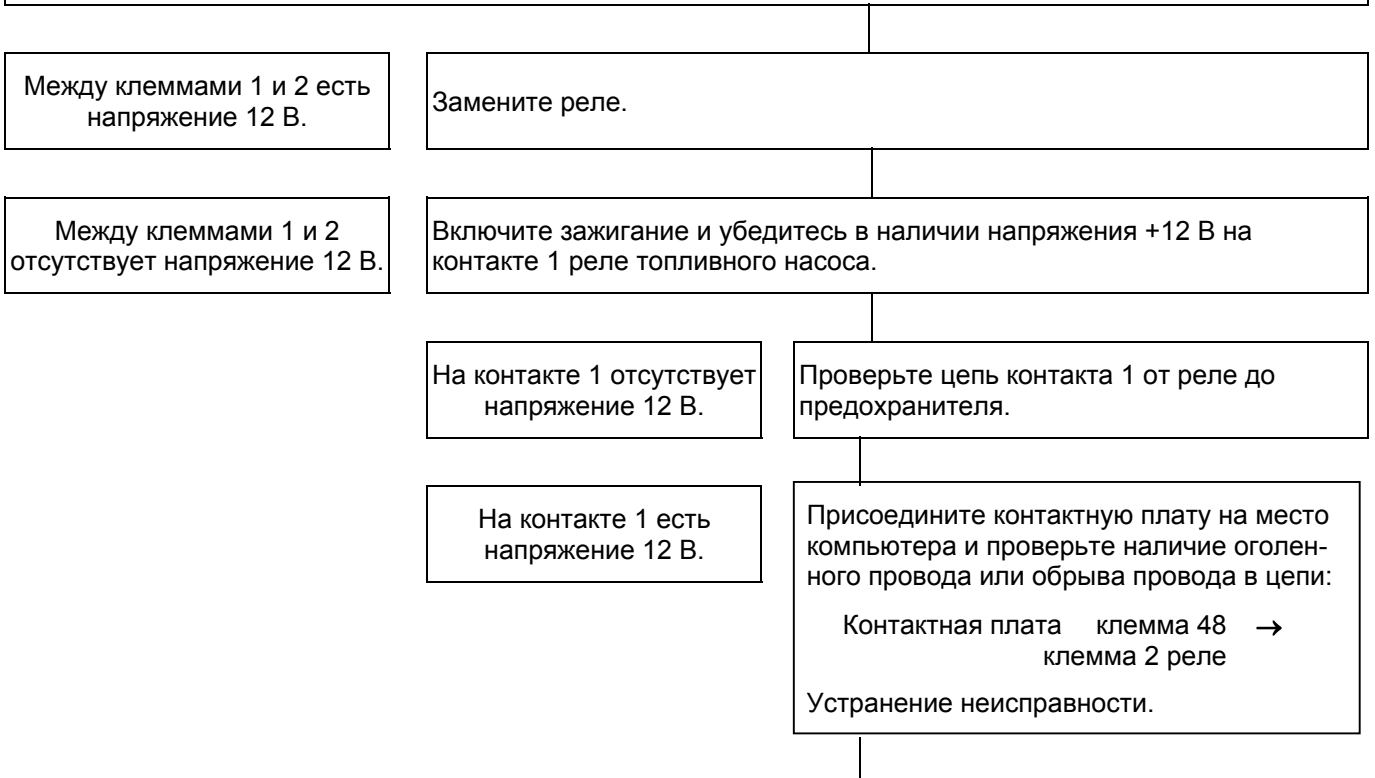 Между клеммами 1 и 2 есть
напряжение 12 В.
Замените реле.
Между клеммами 1 и 2
отсутствует напряжение 12 В.
Включите зажигание и убедитесь в наличии напряжения +12 В на
контакте 1 реле топливного насоса.
На контакте 1 отсутствует
напряжение 12 В.
Проверьте цепь контакта 1 от реле до
предохранителя.
На контакте 1 есть
напряжение 12 В.
Присоедините контактную плату на место
компьютера и проверьте наличие оголен-
ного провода или обрыва провода в цепи:
Контактная плата клемма 48 →
клемма 2 реле
Устранение неисправности.